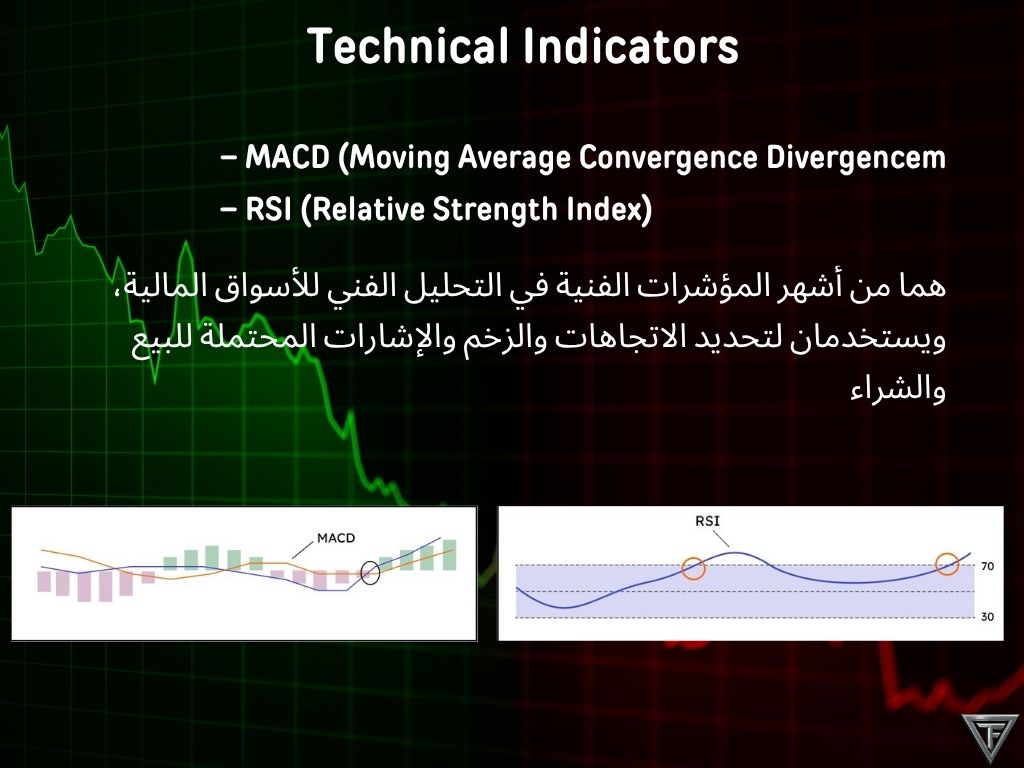 Technical Indicators
– MACD (Moving Average Convergence Divergencem
– RSI (Relative Strength Index)
هما من أشهر المؤشرات الفنية في التحليل الفني للأسواق المالية،
ويستخدمان لتحديد الاتجاهات والزخم والإشارات المحتملة للبيع
والشراء
MACD
RSI
70
30